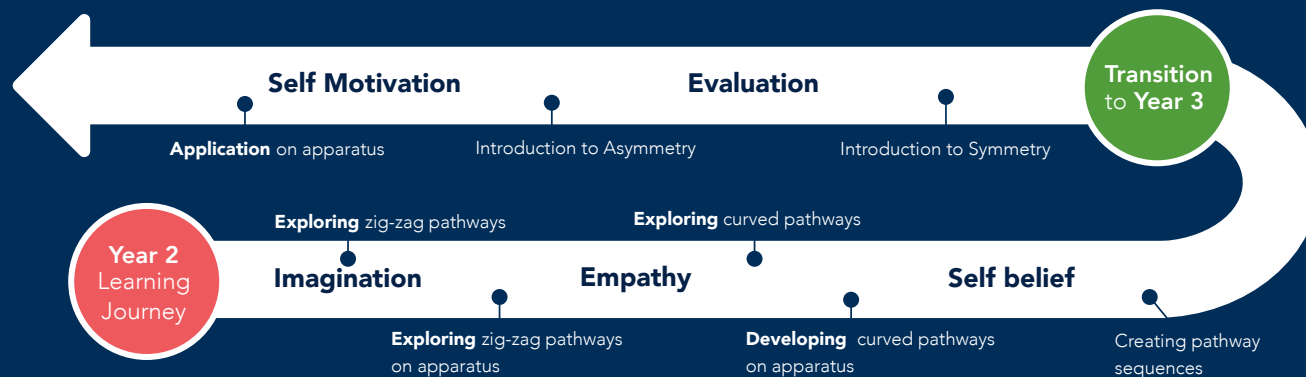 Self Motivation
Evaluation
Transition
to Year 3
Application on apparatus
Introduction to Asymmetry
Introduction to Symmetry
Exploring zig-zag pathways
Exploring curved pathways
Year 2
Learning
Journey
Imagination
Empathy
Self belief
Exploring zig-zag pathways
on apparatus
Developing curved pathways
on apparatus
Creating pathway
sequences